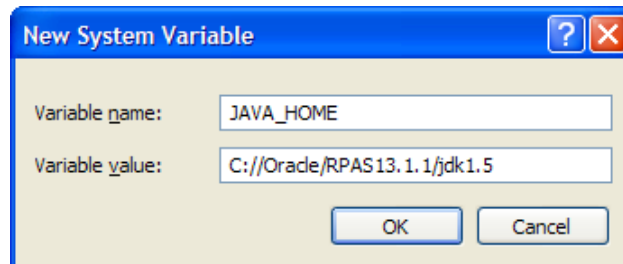 New System Variable
Variable name: JAVA_HOME
Variable value: C://Oracle/RPAS13.1.1/jdk1.5
OK Cancel